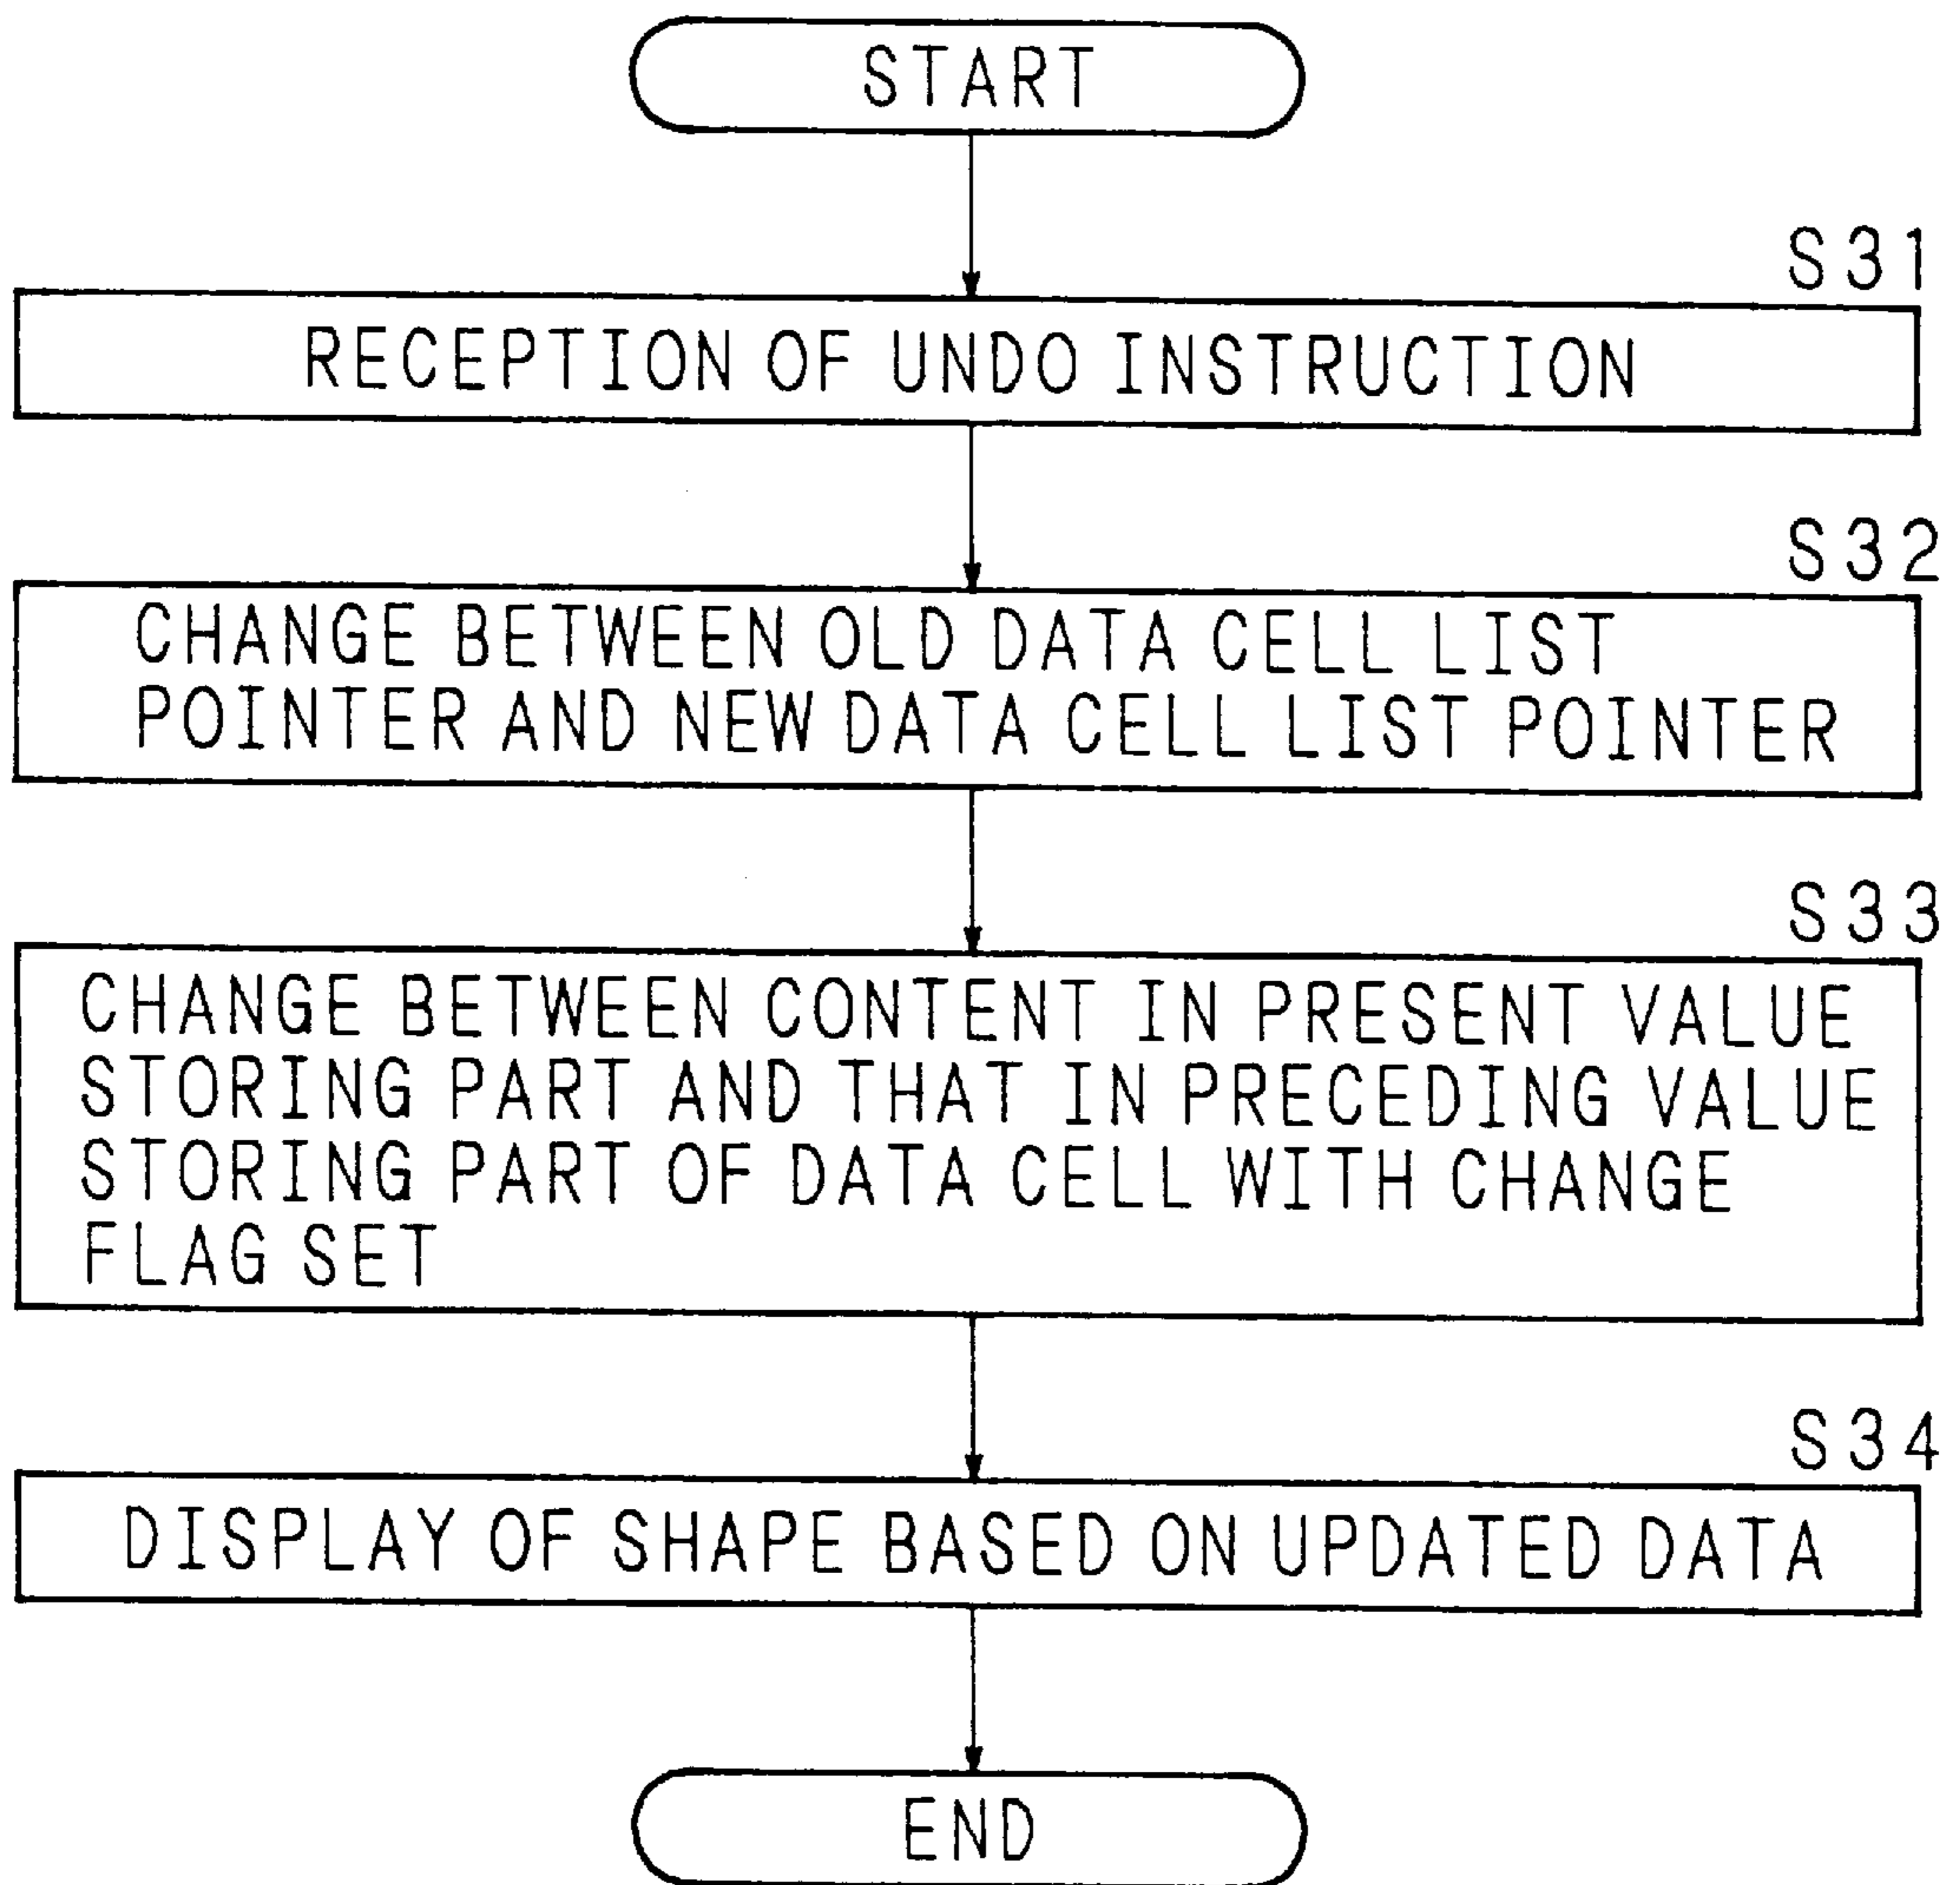 START
S31
RECEPTION OF UNDO INSTRUCTION
S32
CHANGE BETWEEN OLD DATA CELL LIST
POINTER AND NEW DATA CELL LIST POINTER
S33
CHANGE BETWEEN CONTENT IN PRESENT VALUE
STORING PART AND THAT IN PRECEDING VALUE
STORING PART OF DATA CELL WITH CHANGE
FLAG SET
S34
DISPLAY OF SHAPE BASED ON UPDATED DATA
END